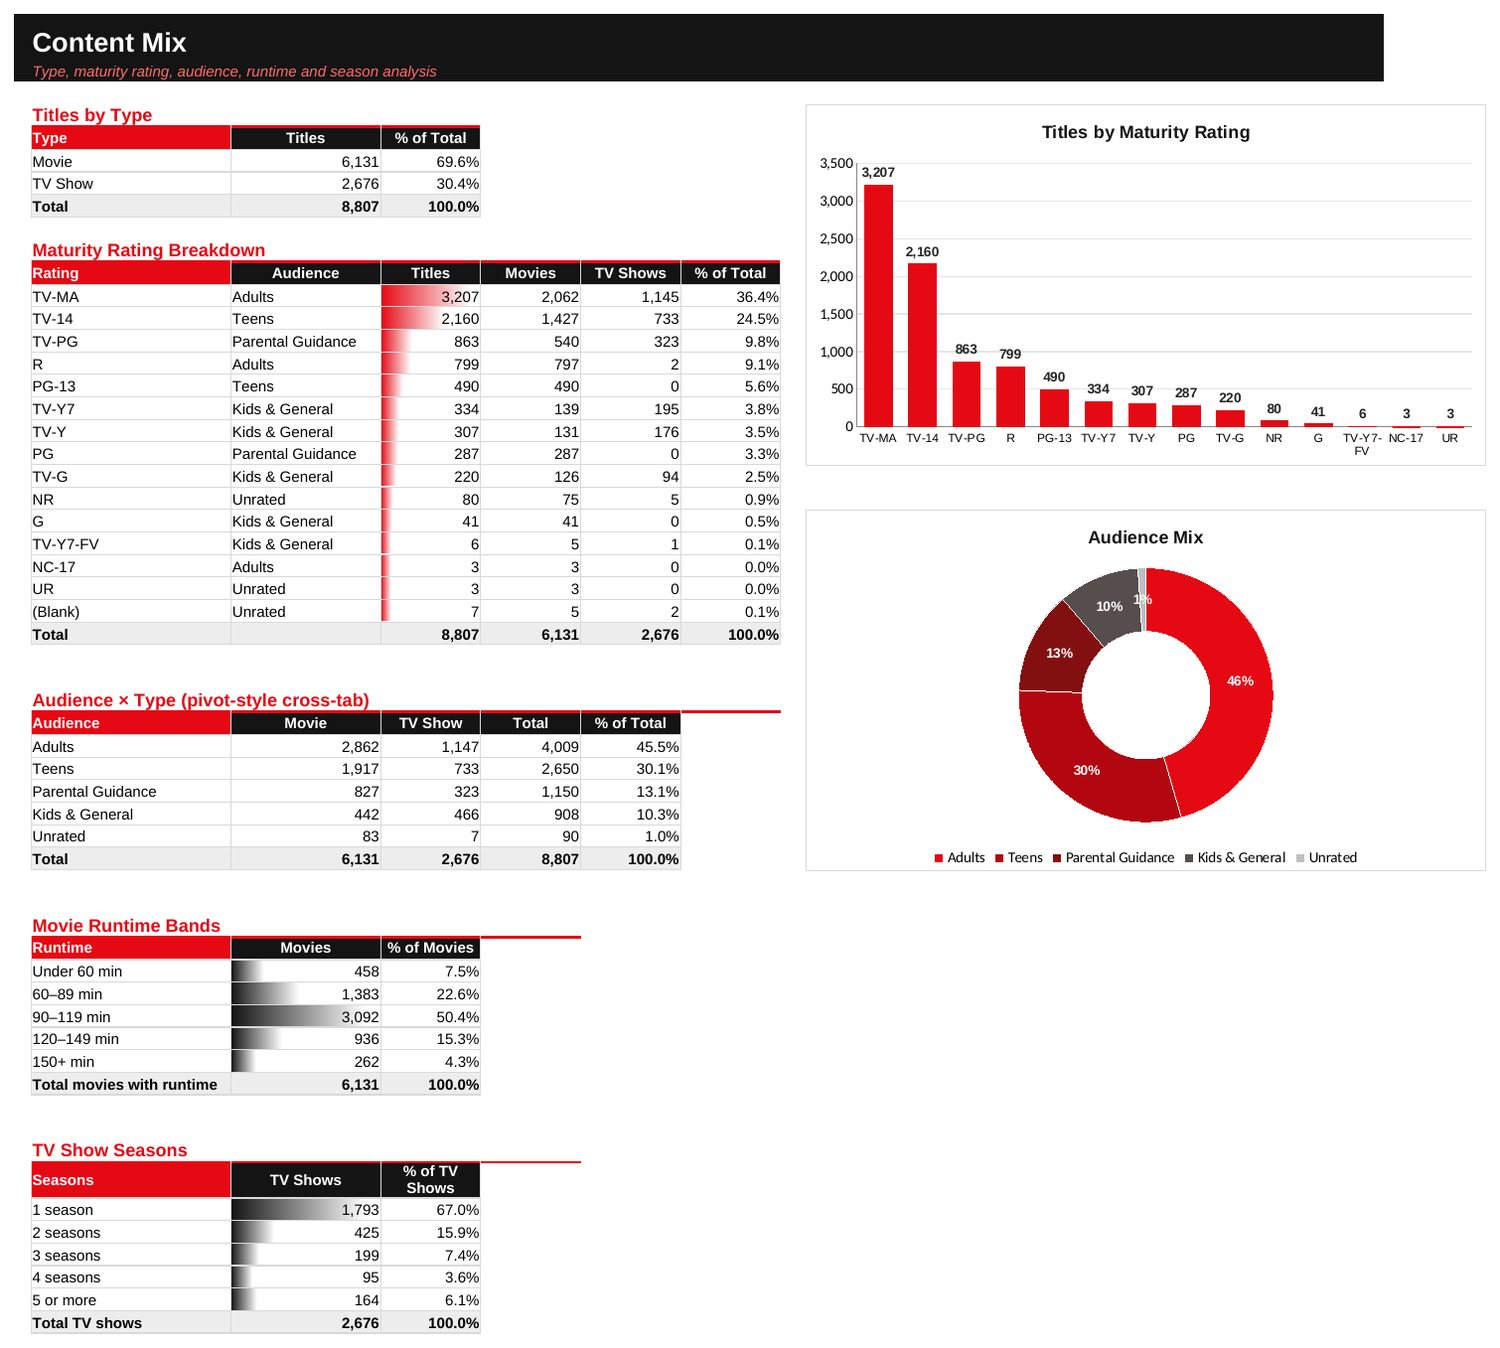 Content Mix
Type, maturity rating, audience, runtime and season analysis
Titles by Type
Type Titles % of Total
Movie 6,131 69.6%
TV Show 2,676 30.4%
Total 8,807 100.0%
Maturity Rating Breakdown
Rating Audience Titles Movies TV Shows % of Total
TV-MA Adults 3,207 2,062 1,145 36.4%
TV-14 Teens 2,160 1,427 733 24.5%
TV-PG Parental Guidance 863 540 323 9.8%
R Adults 799 797 2 9.1%
PG-13 Teens 490 490 0 5.6%
TV-Y7 Kids & General 334 139 195 3.8%
TV-Y Kids & General 307 131 176 3.5%
PG Parental Guidance 287 287 0 3.3%
TV-G Kids & General 220 126 94 2.5%
NR Unrated 80 75 5 0.9%
G Kids & General 41 41 0 0.5%
TV-Y7-FV Kids & General 6 5 1 0.1%
NC-17 Adults 3 3 0 0.0%
UR Unrated 3 3 0 0.0%
(Blank) Unrated 7 5 2 0.1%
Total 8,807 6,131 2,676 100.0%
Audience × Type (pivot-style cross-tab)
Audience Movie TV Show Total % of Total
Adults 2,862 1,147 4,009 45.5%
Teens 1,917 733 2,650 30.1%
Parental Guidance 827 323 1,150 13.1%
Kids & General 442 466 908 10.3%
Unrated 83 7 90 1.0%
Total 6,131 2,676 8,807 100.0%
Movie Runtime Bands
Runtime Movies % of Movies
Under 60 min 458 7.5%
60–89 min 1,383 22.6%
90–119 min 3,092 50.4%
120–149 min 936 15.3%
150+ min 262 4.3%
Total movies with runtime 6,131 100.0%
TV Show Seasons
Seasons TV Shows % of TV Shows
1 season 1,793 67.0%
2 seasons 425 15.9%
3 seasons 199 7.4%
4 seasons 95 3.6%
5 or more 164 6.1%
Total TV shows 2,676 100.0%
Titles by Maturity Rating
3,500
3,000
2,500
2,000
1,500
1,000
500
0
3,207 2,160 863 799 490 334 307 287 220 80 41 6 3 3
TV-MA TV-14 TV-PG R PG-13 TV-Y7 TV-Y PG TV-G NR G TV-Y7-FV NC-17 UR
Audience Mix
46%
30%
13%
10%
1%
Adults Teens Parental Guidance Kids & General Unrated